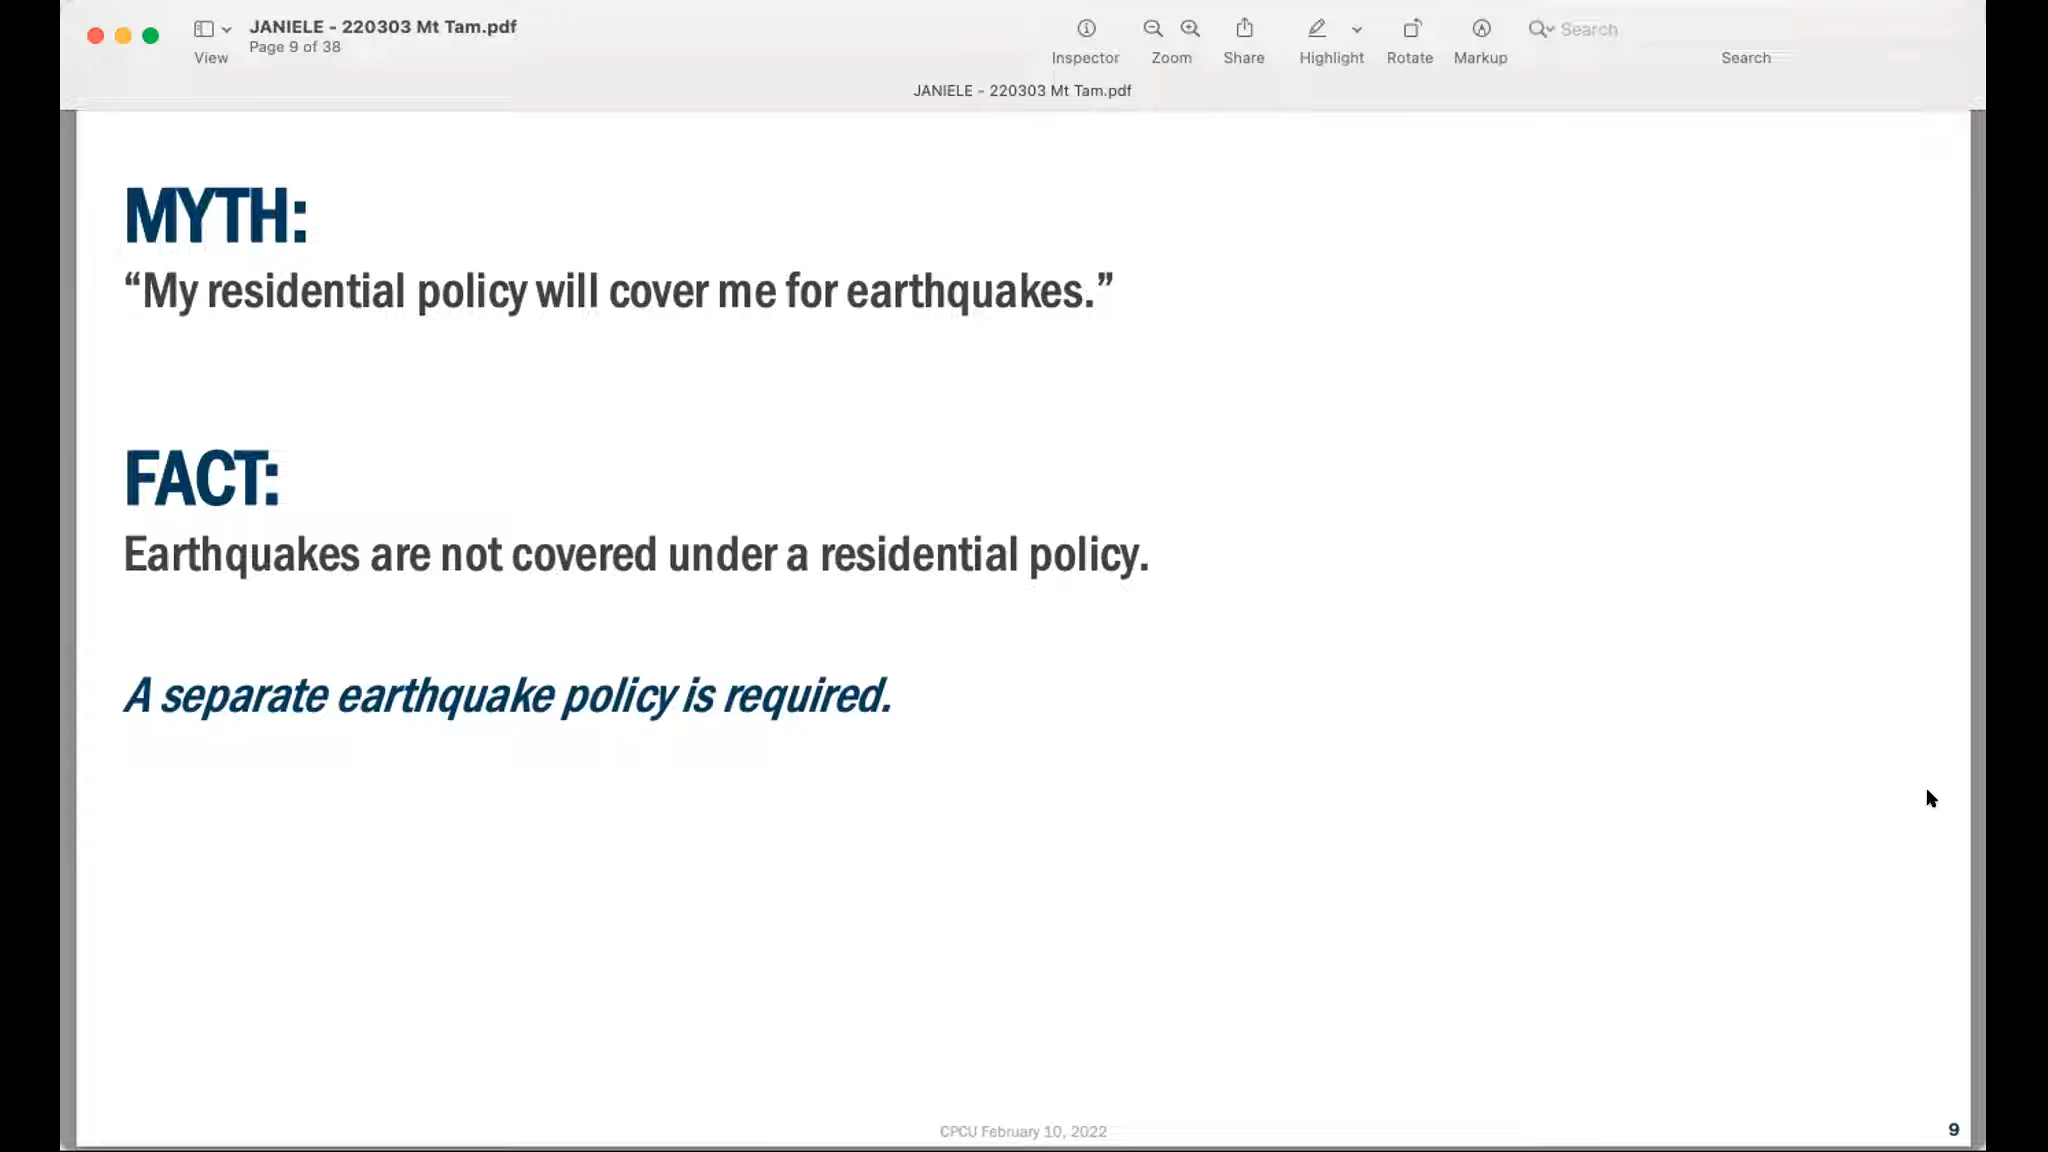 JANIELE - 220303 Mt Tam.pdf
Page 9 of 38
View
Inspector
Zoom
Share
Highlight
Rotate
Markup
Search
Search
JANIELE - 220303 Mt Tam.pdf
MYTH:
“My residential policy will cover me for earthquakes.”
FACT:
Earthquakes are not covered under a residential policy.
A separate earthquake policy is required.
CPCU February 10, 2022
9